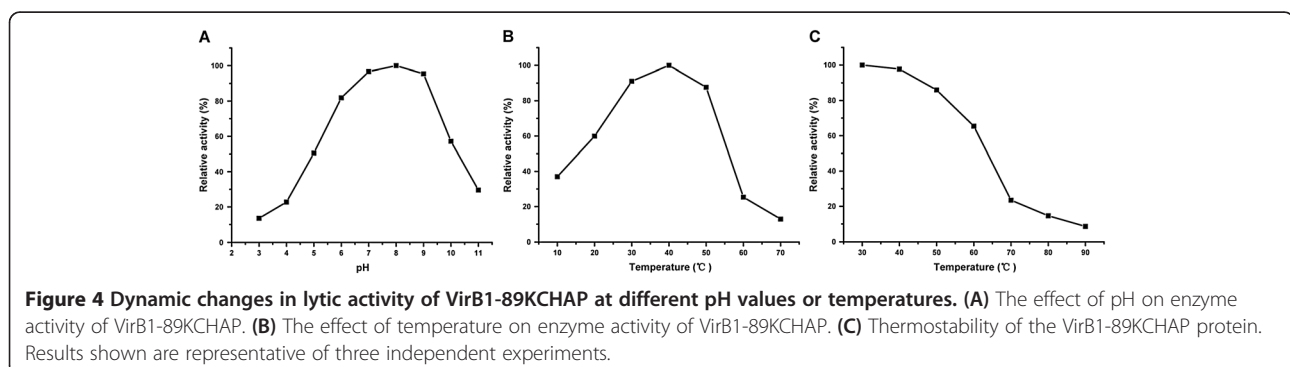 A
B
C
Relative activity (%)
100
80
60
40
20
0
2 3 4 5 6 7 8 9 10 11
pH
Relative activity (%)
100
80
60
40
20
0
10 20 30 40 50 60 70
Temperature (℃)
Relative activity (%)
100
80
60
40
20
0
30 40 50 60 70 80 90
Temperature (℃)
Figure 4 Dynamic changes in lytic activity of VirB1-89KCHAP at different pH values or temperatures. (A) The effect of pH on enzyme
activity of VirB1-89KCHAP. (B) The effect of temperature on enzyme activity of VirB1-89KCHAP. (C) Thermostability of the VirB1-89KCHAP protein.
Results shown are representative of three independent experiments.